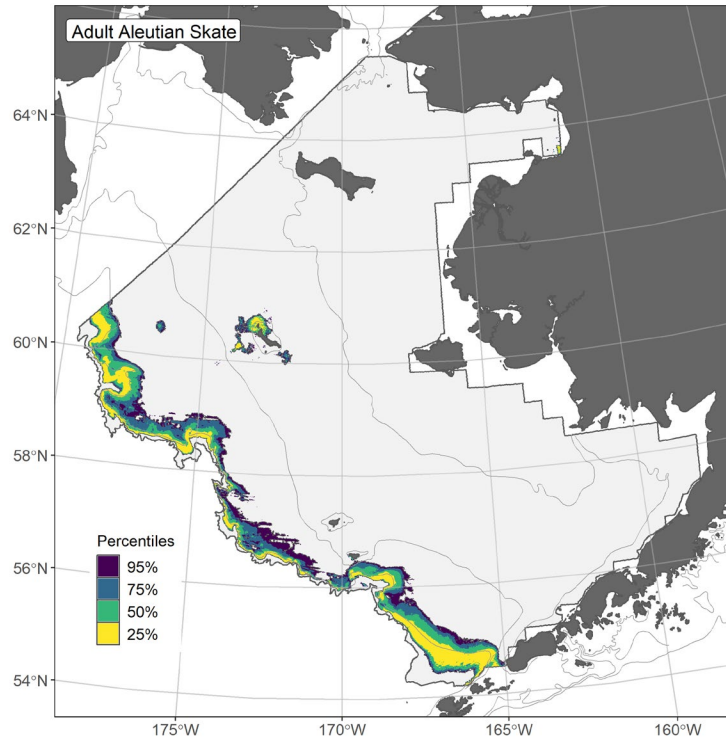 Adult Aleutian Skate
64°N
62°N
60°N
58°N
56°N
54°N
Percentiles
95%
75%
50%
25%
175°W
170°W
165°W
160°W